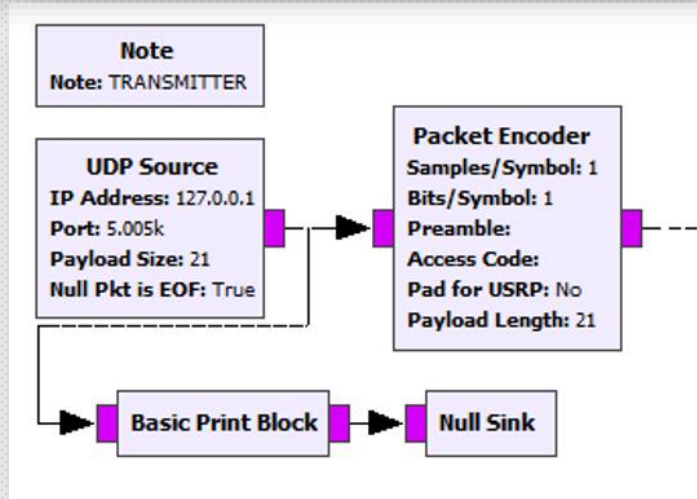 Note
Note: TRANSMITTER
UDP Source
IP Address: 127.0.0.1
Port: 5.005k
Payload Size: 21
Null Pkt is EOF: True
Packet Encoder
Samples/Symbol: 1
Bits/Symbol: 1
Preamble:
Access Code:
Pad for USRP: No
Payload Length: 21
Basic Print Block
Null Sink